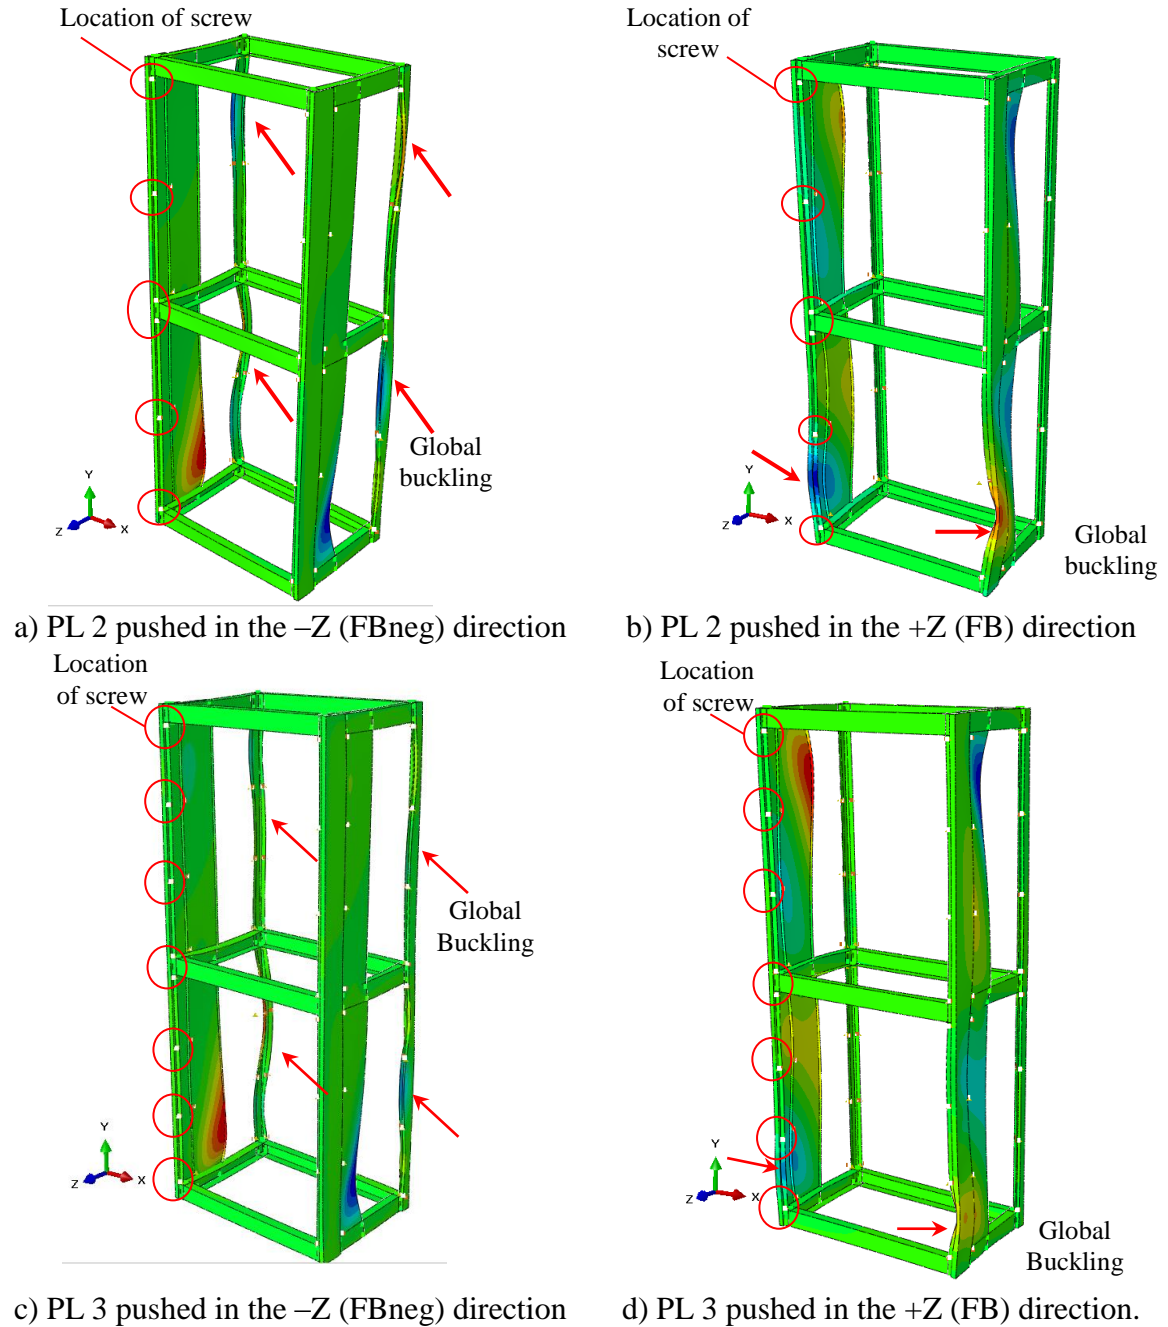 Location of screw
Global
buckling
Y
Z
X
a) PL 2 pushed in the –Z (FBneg) direction
Location of
screw
Global
buckling
Y
Z
X
b) PL 2 pushed in the +Z (FB) direction
Location
of screw
Global
Buckling
Y
Z
X
c) PL 3 pushed in the –Z (FBneg) direction
Location
of screw
Y
Z
X
Global
Buckling
d) PL 3 pushed in the +Z (FB) direction.